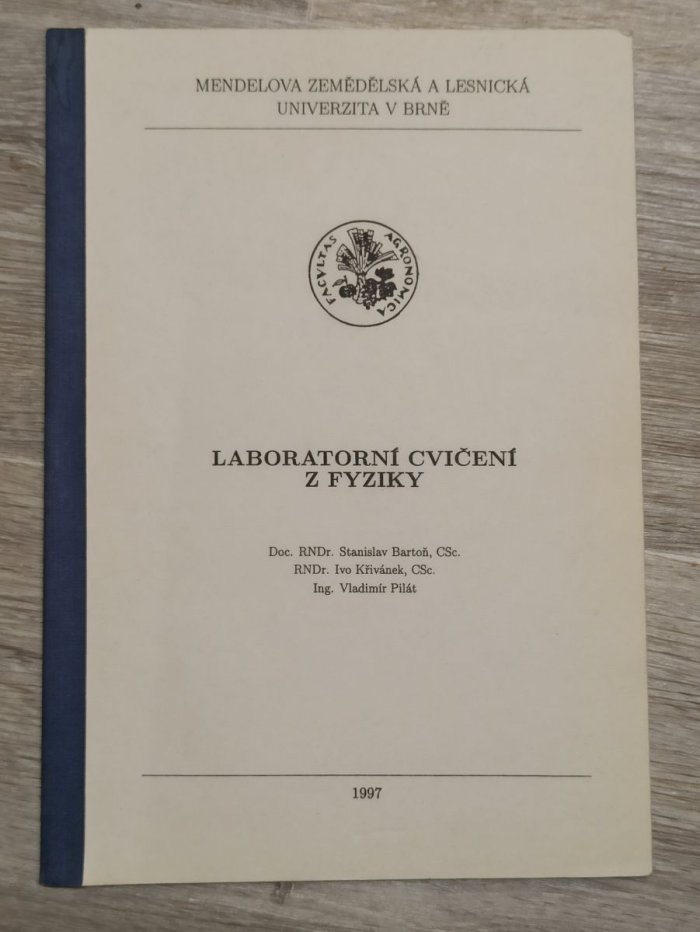 MENDELOVA ZEMĚDĚLSKÁ A LESNICKÁ
UNIVERZITA V BRNĚ
FACVLTAS AGRONOMICA
LABORATORNÍ CVIČENÍ
Z FYZIKY
Doc. RNDr. Stanislav Bartoň, CSc.
RNDr. Ivo Křivánek, CSc.
Ing. Vladimír Pilát
1997